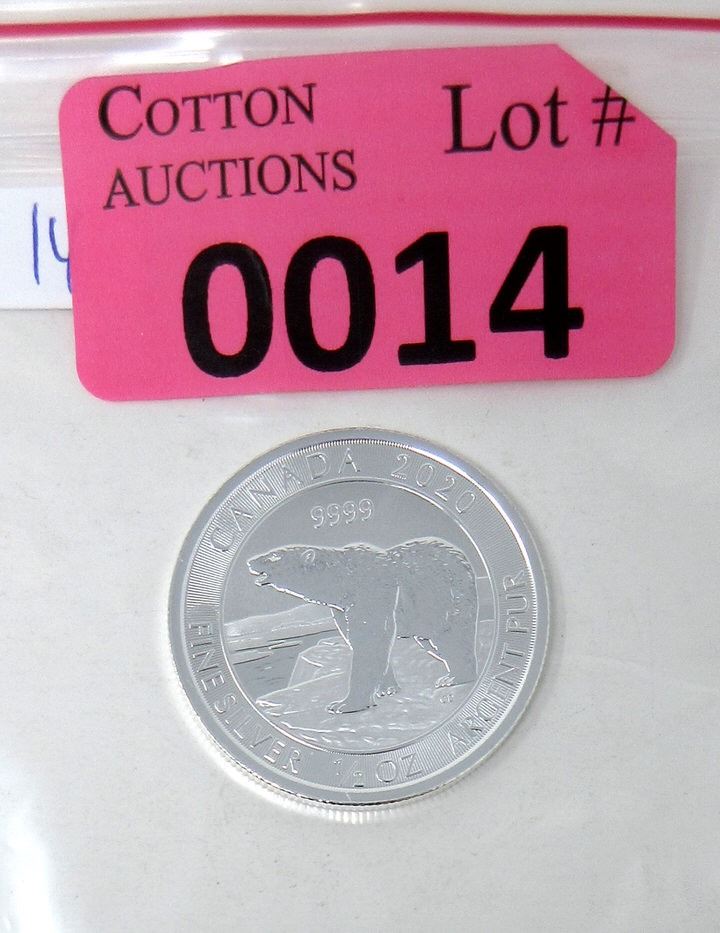 COTTON
AUCTIONS
Lot #
0014
14
CANADA 2020
9999
FINE SILVER 1/2 OZ ARGENT PUR